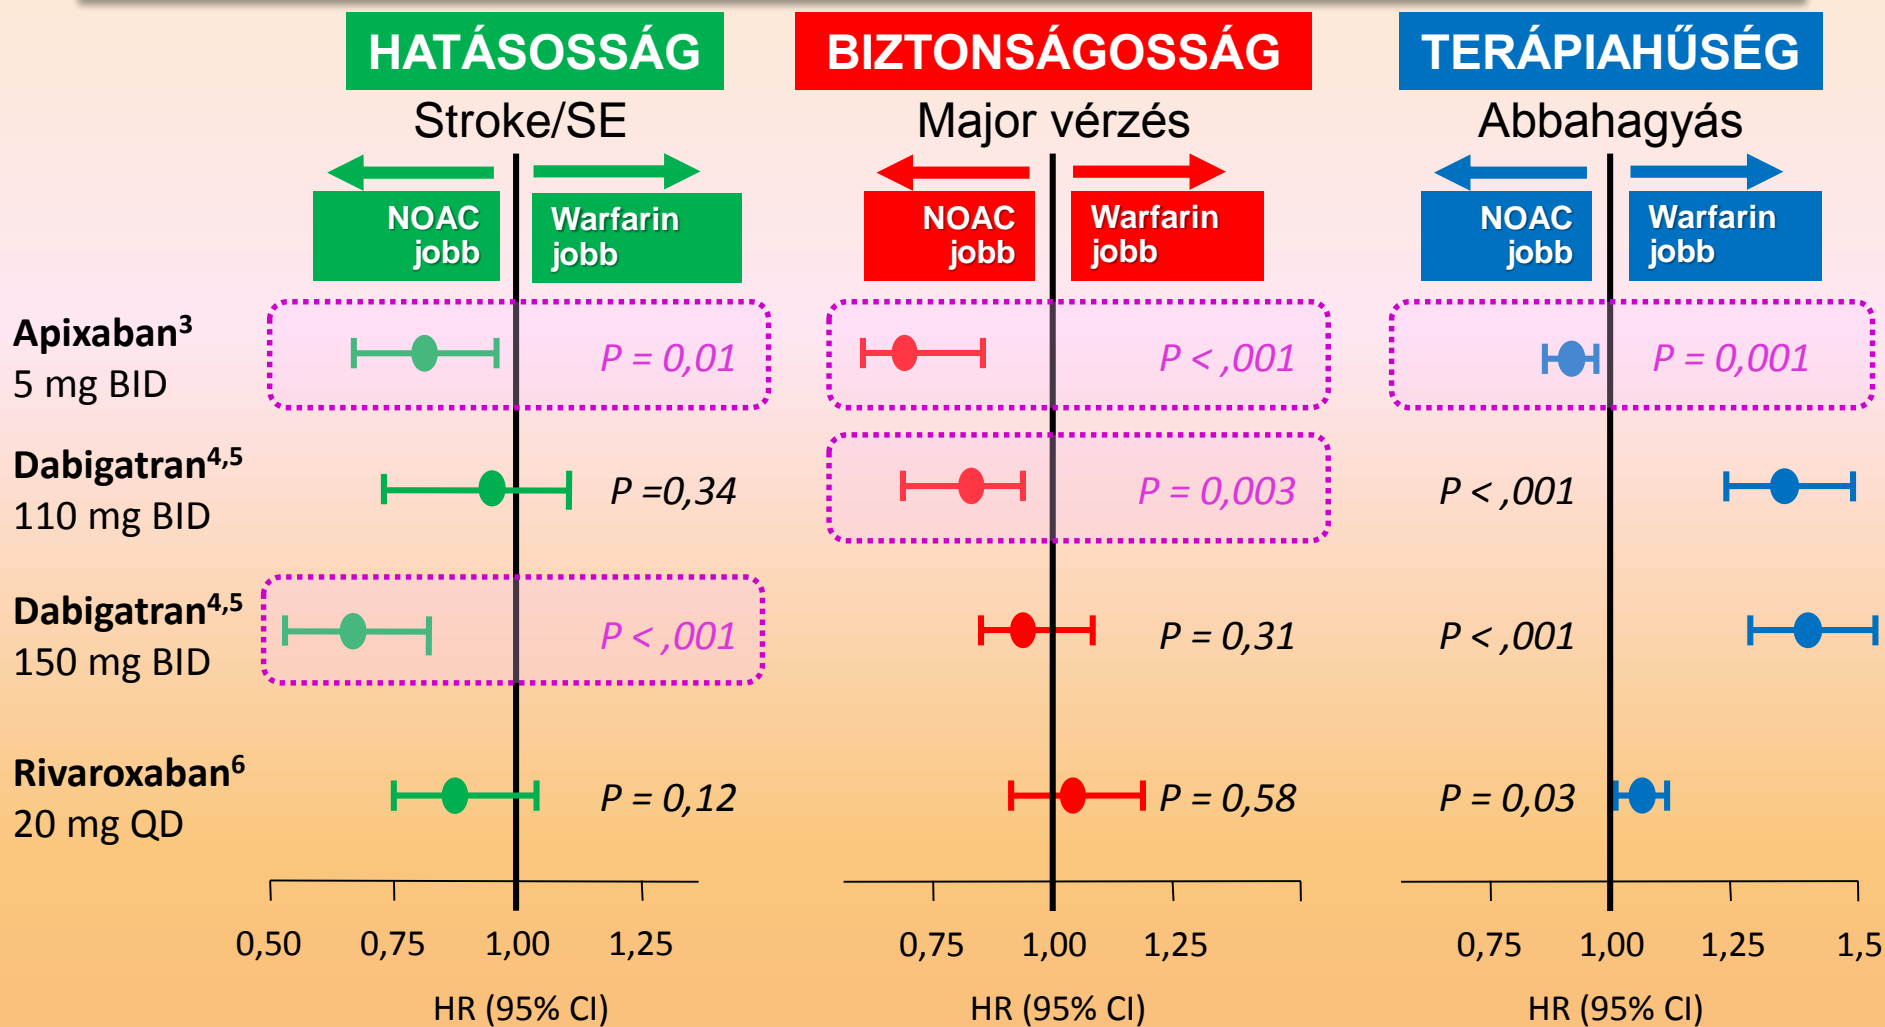 HATÁSOSSÁG
BIZTONSÁGOSSÁG
TERÁPIAHŰSÉG
Stroke/SE
Major vérzés
Abbahagyás
NOAC
jobb
Warfarin
jobb
NOAC
jobb
Warfarin
jobb
NOAC
jobb
Warfarin
jobb
Apixaban3
5 mg BID
P = 0,01
P < ,001
P = 0,001
Dabigatran4,5
110 mg BID
P =0,34
P = 0,003
P < ,001
Dabigatran4,5
150 mg BID
P < ,001
P = 0,31
P < ,001
Rivaroxaban6
20 mg QD
P = 0,12
P = 0,58
P = 0,03
0,50 0,75 1,00 1,25
0,75 1,00 1,25
0,75 1,00 1,25 1,5
HR (95% CI)
HR (95% CI)
HR (95% CI)